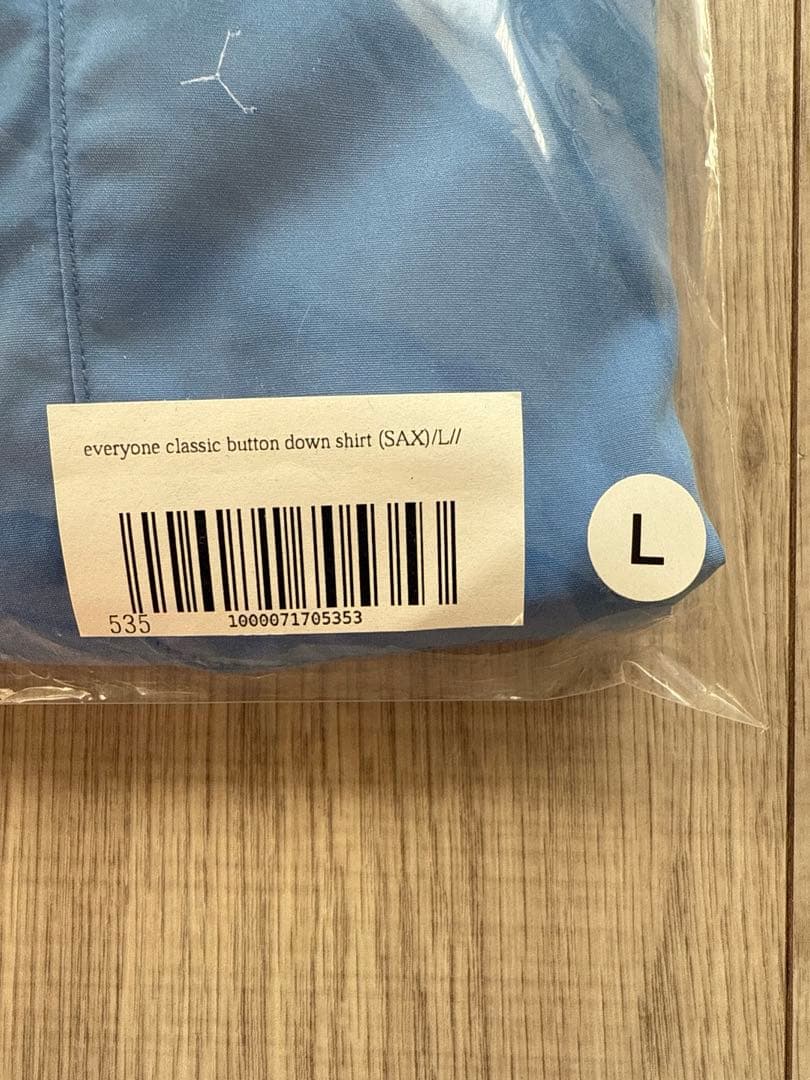 everyone classic button down shirt (SAX)/L//
L
535
1000071705353